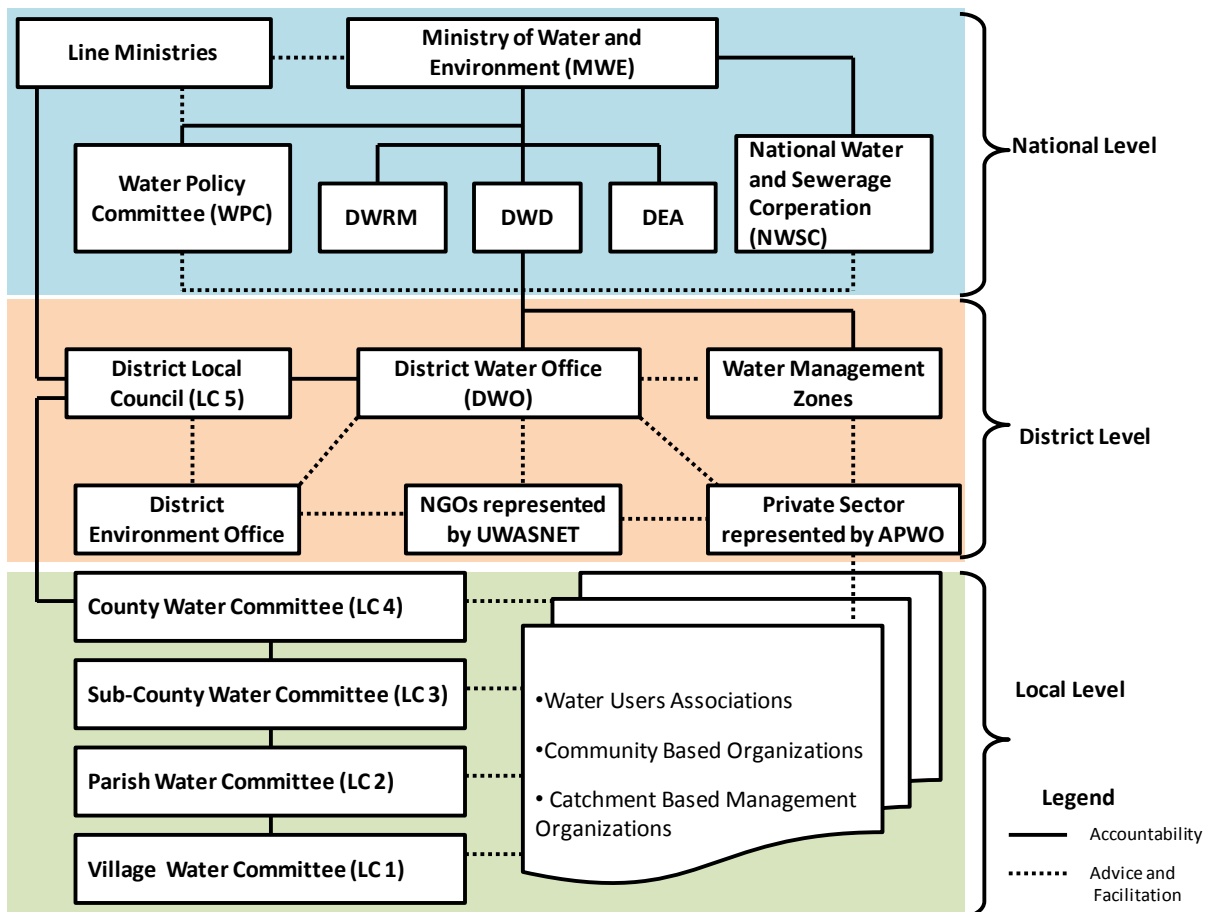 Line Ministries
Ministry of Water and
Environment (MWE)
National Level
Water Policy
Committee (WPC)
DWRM
DWD
DEA
National Water
and Sewerage
Corperation
(NWSC)
District Local
Council (LC 5)
District Water Office
(DWO)
Water Management
Zones
District Level
District
Environment Office
NGOs represented
by UWASNET
Private Sector
represented by APWO
County Water Committee (LC 4)
Sub-County Water Committee (LC 3)
Parish Water Committee (LC 2)
Village Water Committee (LC 1)
•Water Users Associations
•Community Based Organizations
• Catchment Based Management
Organizations
Local Level
Legend
Accountability
Advice and
Facilitation